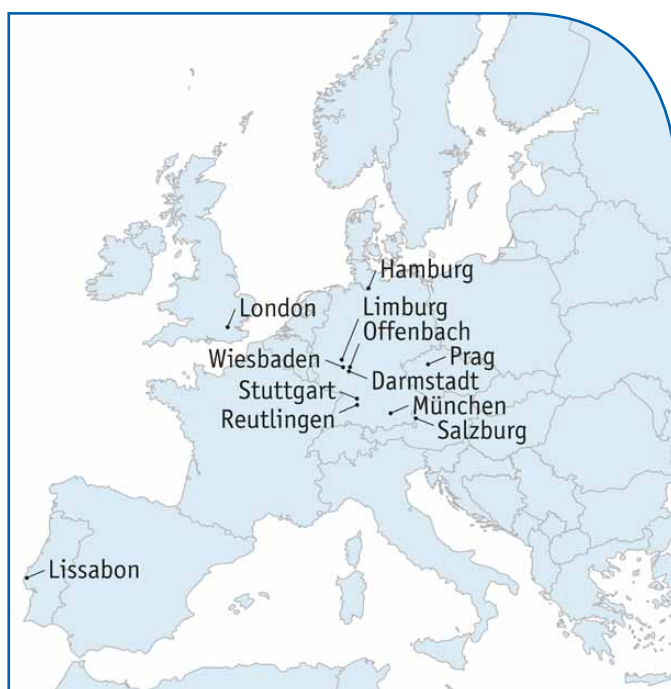 Hamburg
London
Limburg
Offenbach
Wiesbaden
Prag
Darmstadt
Stuttgart
München
Reutlingen
Salzburg
Lissabon